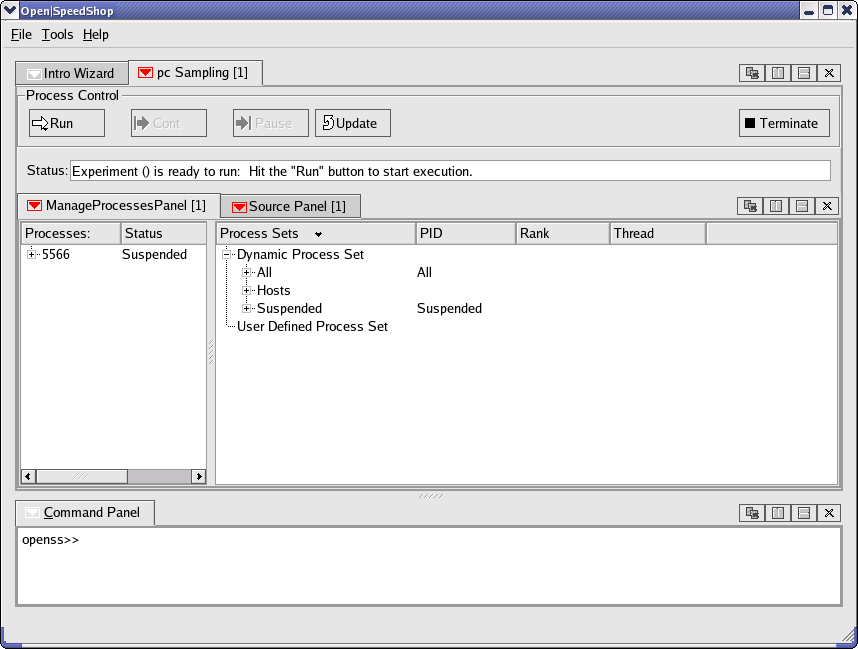 Open|SpeedShop
File Tools Help
Intro Wizard pc Sampling [1]
Process Control
Run Cont Pause Update Terminate
Status: Experiment () is ready to run: Hit the "Run" button to start execution.
ManageProcessesPanel [1] Source Panel [1]
Processes: Status Process Sets PID Rank Thread
5566 Suspended Dynamic Process Set
All All
Hosts
Suspended Suspended
User Defined Process Set
Command Panel
openss>>